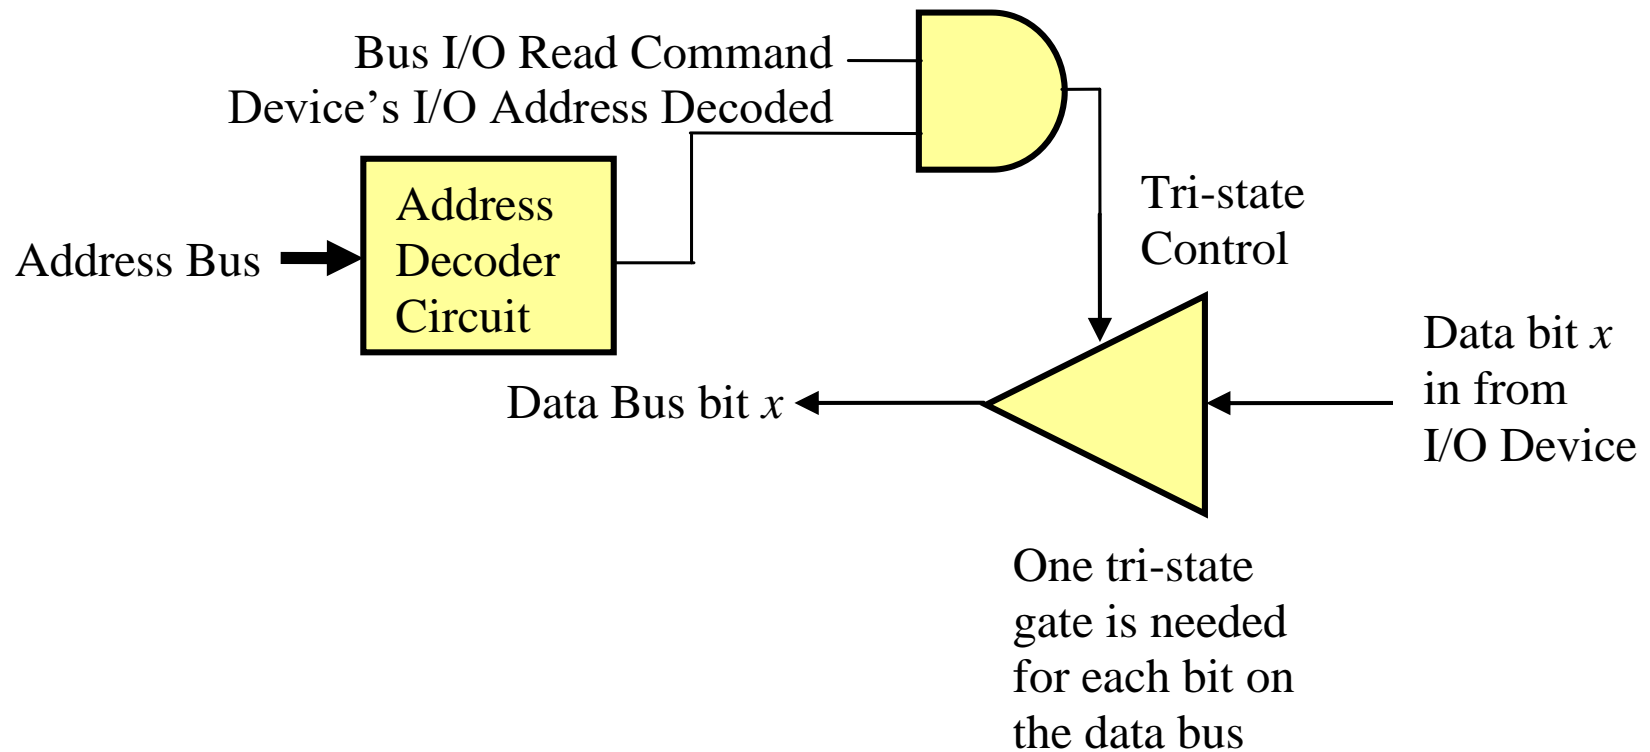 Bus I/O Read Command
Device’s I/O Address Decoded
Address Bus
Address
Decoder
Circuit
Tri-state
Control
Data Bus bit x
Data bit x
in from
I/O Device
One tri-state
gate is needed
for each bit on
the data bus